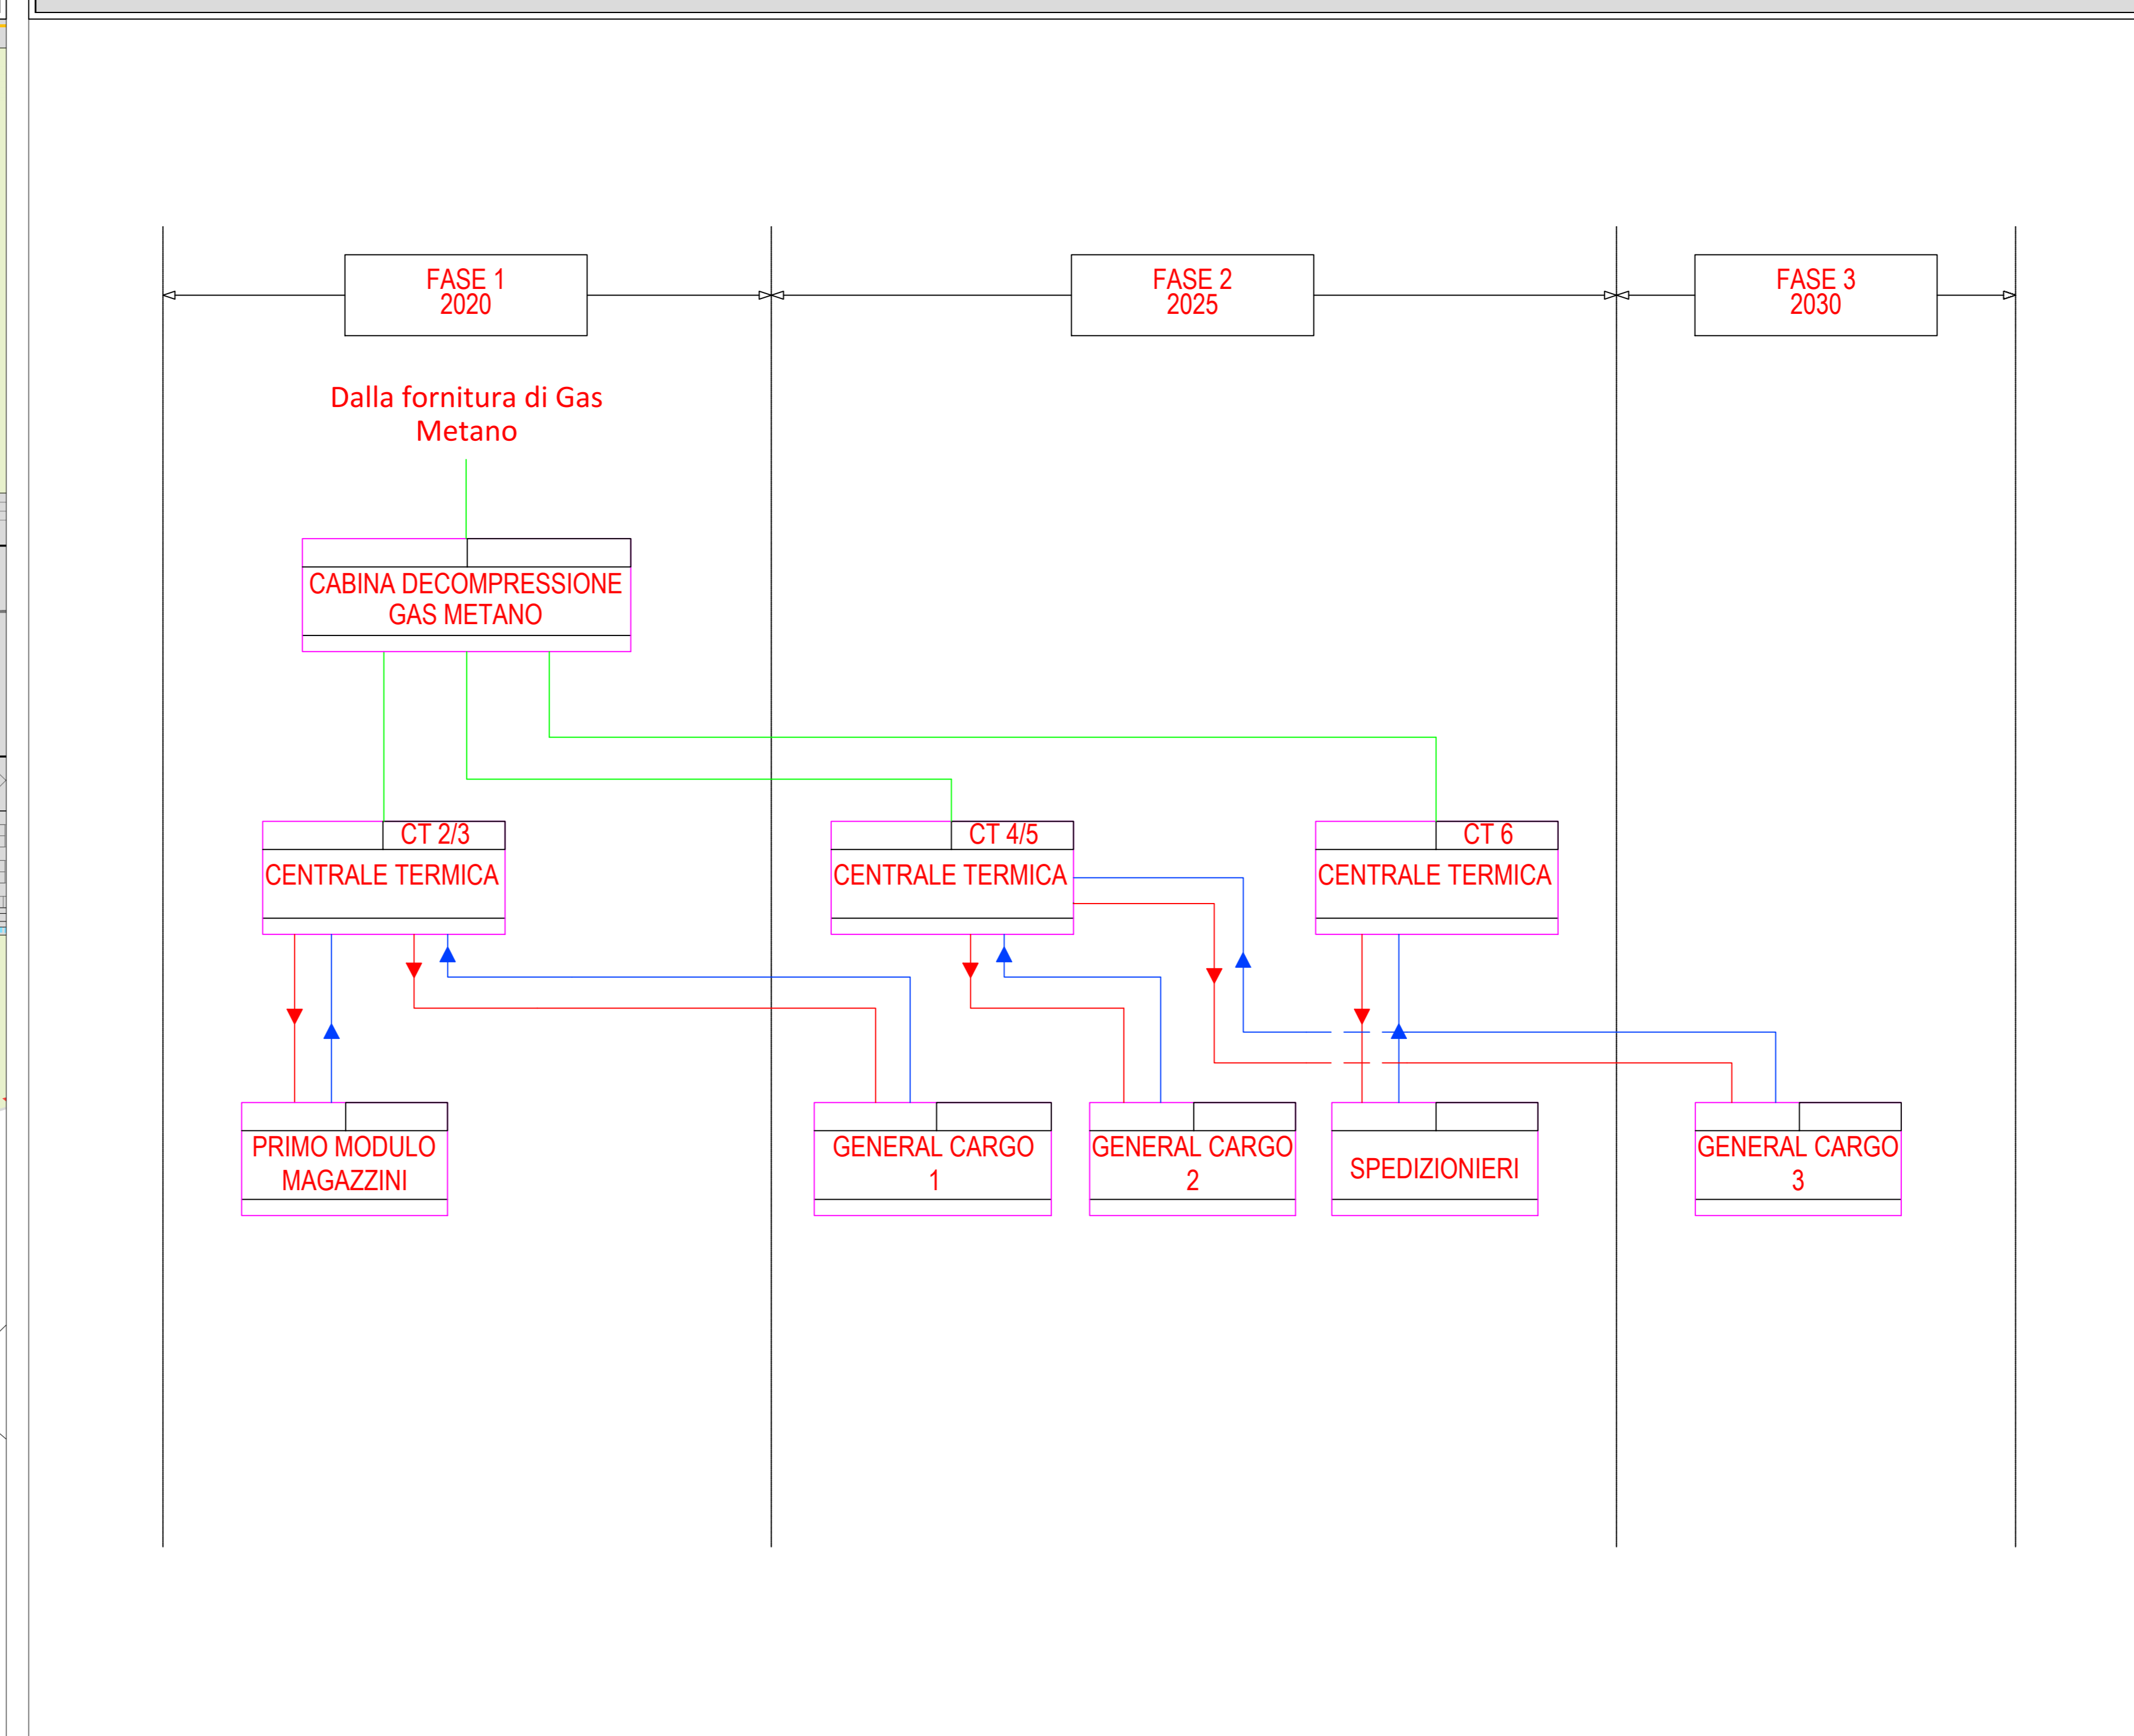 FASE 1
2020
FASE 2
2025
FASE 3
2030
Dalla fornitura di Gas
Metano
CABINA DECOMPRESSIONE
GAS METANO
CT 2/3
CENTRALE TERMICA
CT 4/5
CENTRALE TERMICA
CT 6
CENTRALE TERMICA
PRIMO MODULO
MAGAZZINI
GENERAL CARGO
1
GENERAL CARGO
2
SPEDIZIONIERI
GENERAL CARGO
3